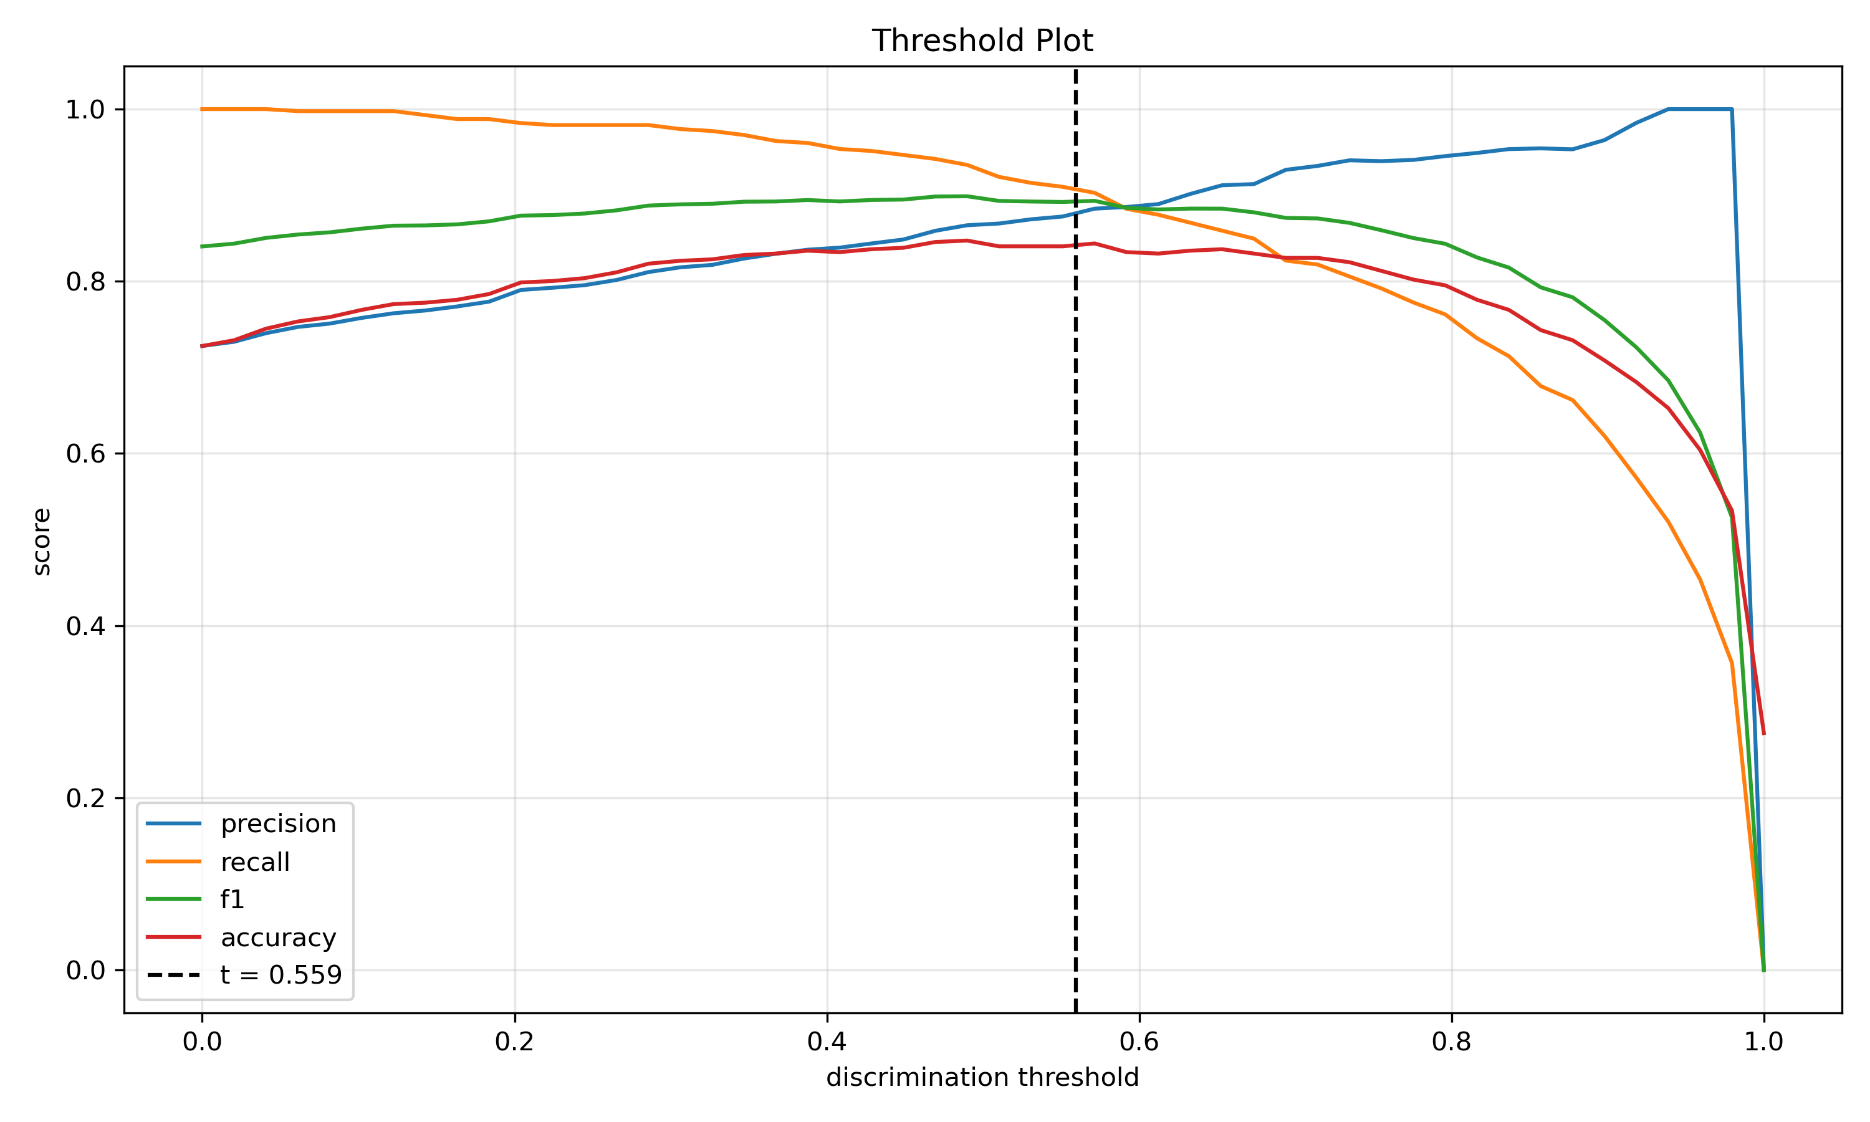 Threshold Plot
score
1.0
0.8
0.6
0.4
0.2
0.0
precision
recall
f1
accuracy
t = 0.559
0.0 0.2 0.4 0.6 0.8 1.0
discrimination threshold